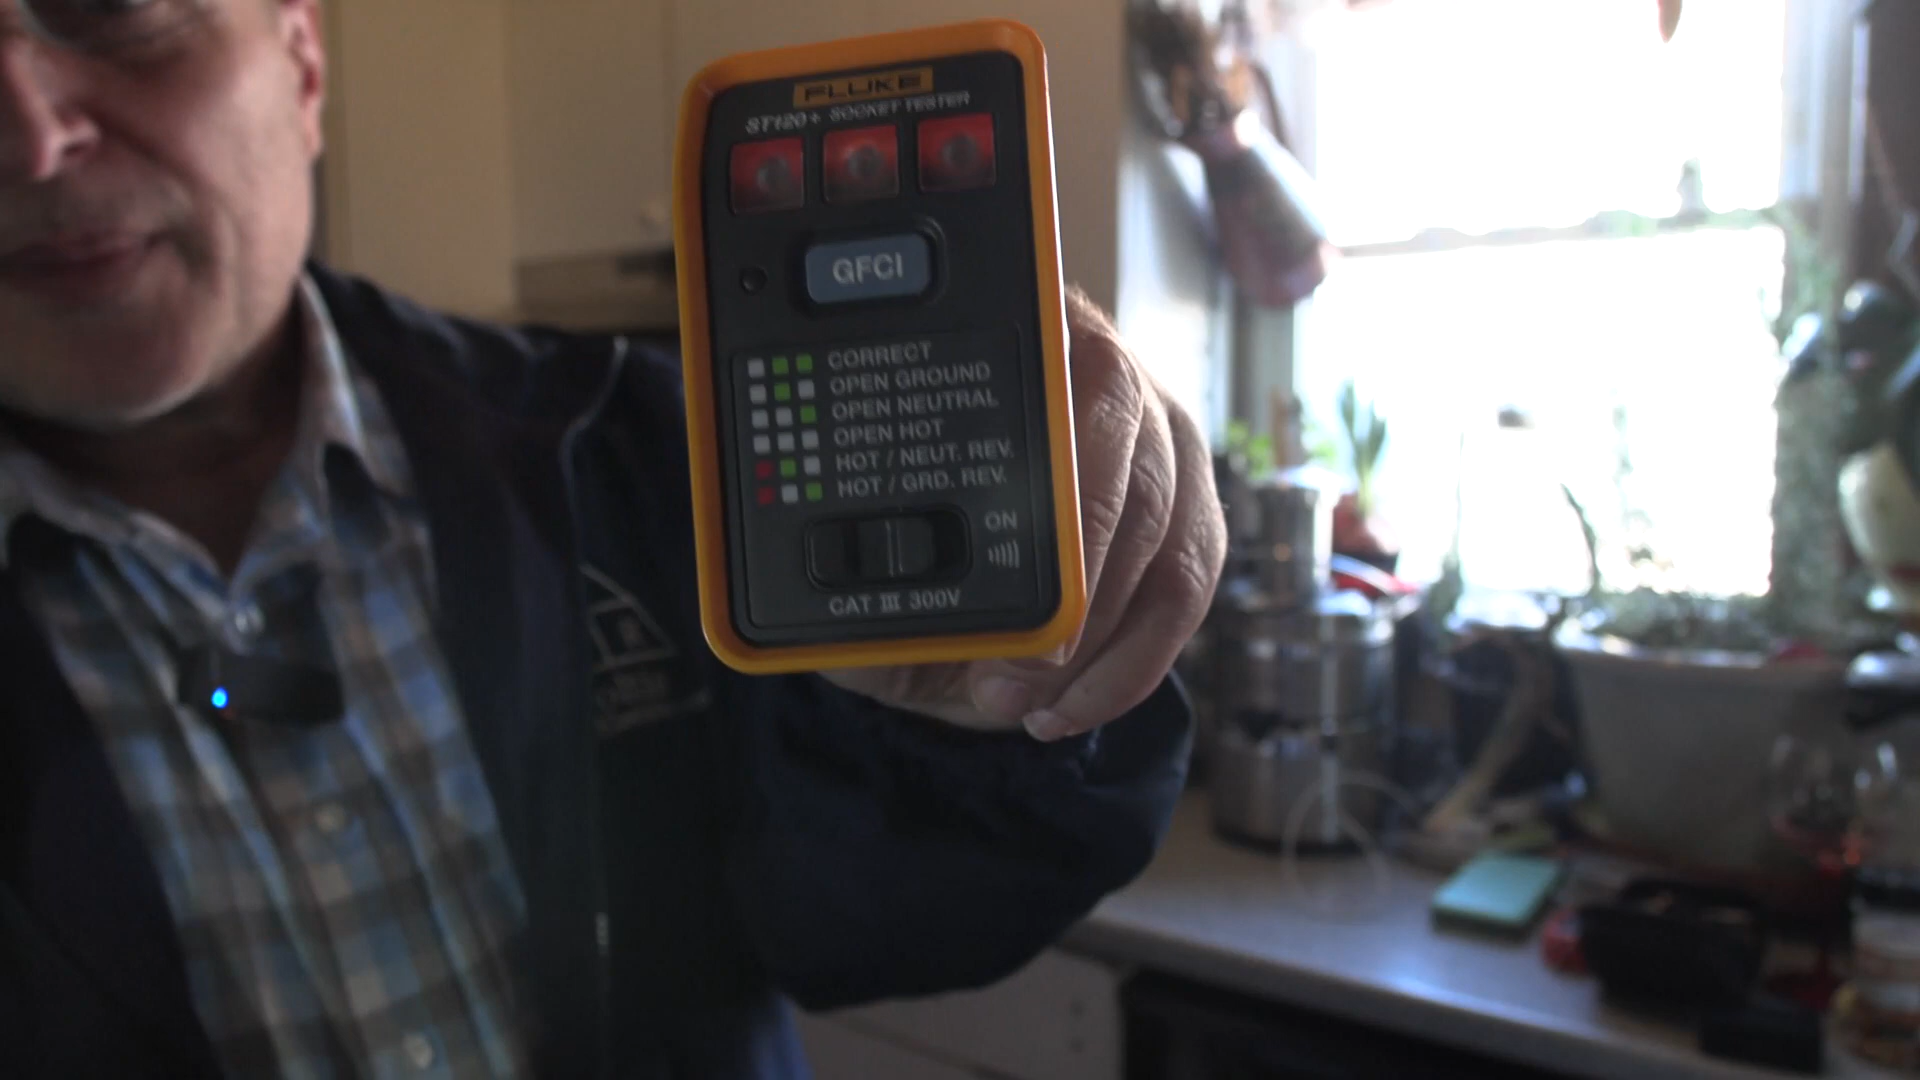 FLUKE
ST120+ SOCKET TESTER
GFCI
CORRECT
OPEN GROUND
OPEN NEUTRAL
OPEN HOT
HOT / NEUT. REV.
HOT / GRD. REV.
ON
CAT III 300V